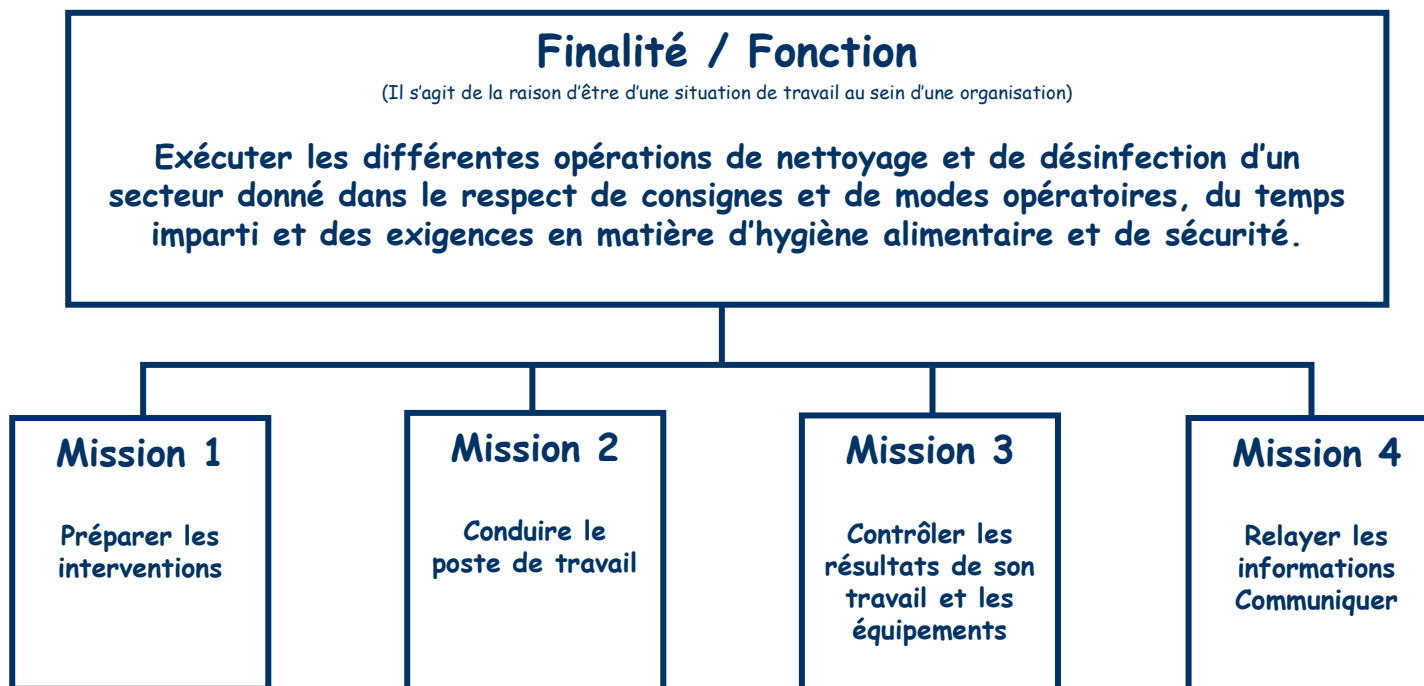 Finalité / Fonction
(Il s'agit de la raison d'être d'une situation de travail au sein d'une organisation)
Exécuter les différentes opérations de nettoyage et de désinfection d'un
secteur donné dans le respect de consignes et de modes opératoires, du temps
imparti et des exigences en matière d'hygiène alimentaire et de sécurité.
Mission 1
Préparer les
interventions
Mission 2
Conduire le
poste de travail
Mission 3
Contrôler les
résultats de son
travail et les
équipements
Mission 4
Relayer les
informations
Communiquer